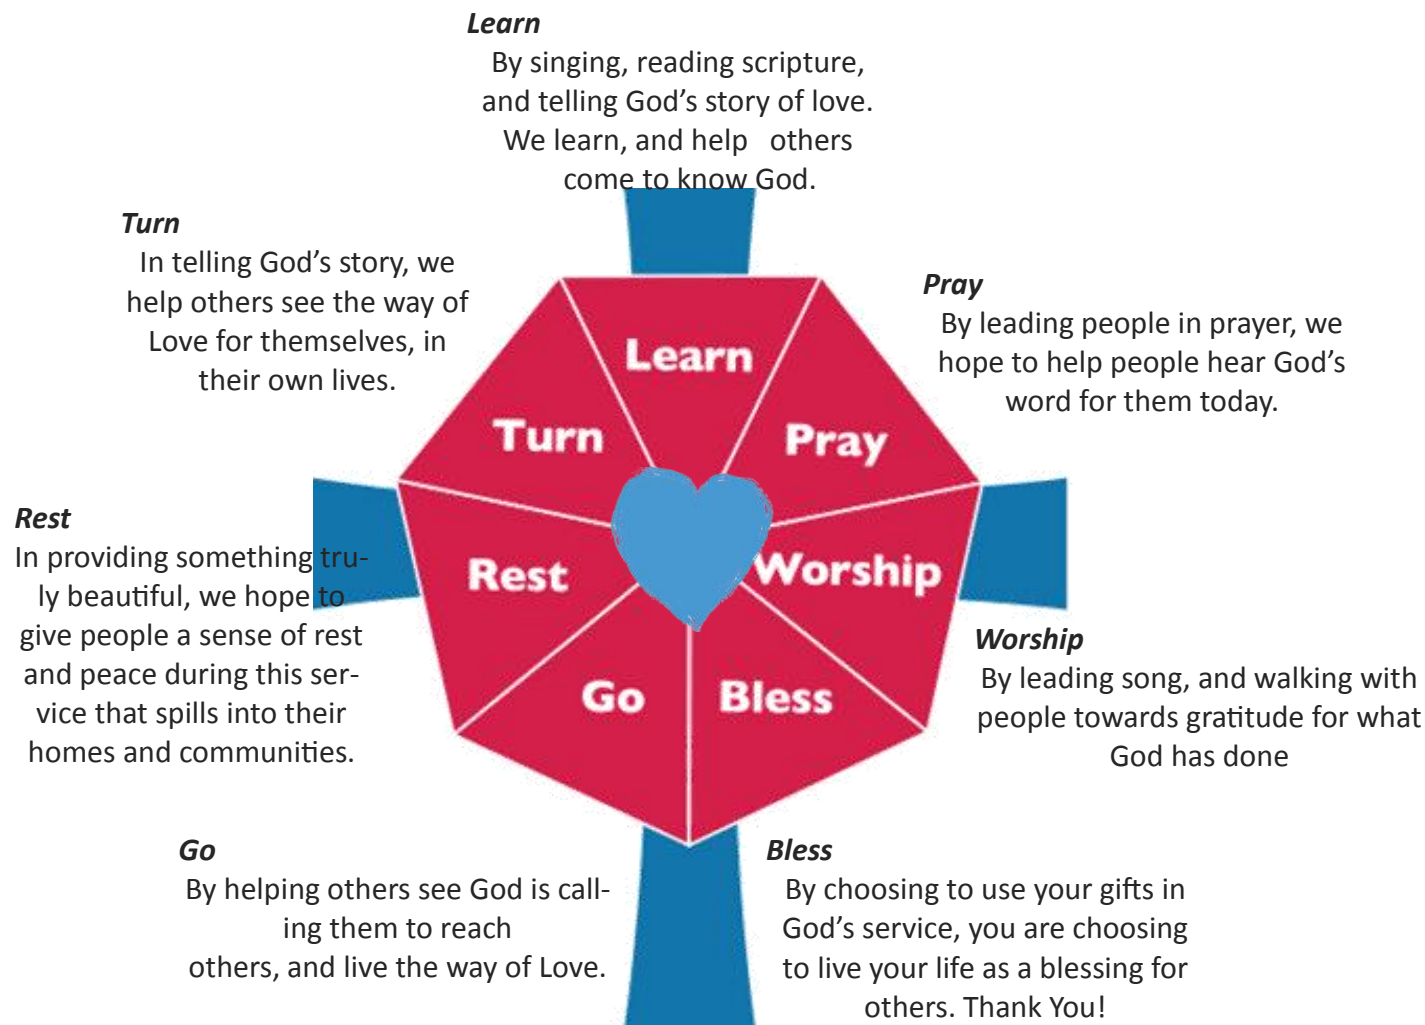 Learn
By singing, reading scripture,
and telling God’s story of love.
We learn, and help others
come to know God.
Turn
In telling God’s story, we
help others see the way of
Love for themselves, in
their own lives.
Pray
By leading people in prayer, we
hope to help people hear God’s
word for them today.
Learn
Turn
Pray
Rest
Worship
Go
Bless
Rest
In providing something tru-
ly beautiful, we hope to
give people a sense of rest
and peace during this ser-
vice that spills into their
homes and communities.
Worship
By leading song, and walking with
people towards gratitude for what
God has done
Go
By helping others see God is call-
ing them to reach
others, and live the way of Love.
Bless
By choosing to use your gifts in
God’s service, you are choosing
to live your life as a blessing for
others. Thank You!